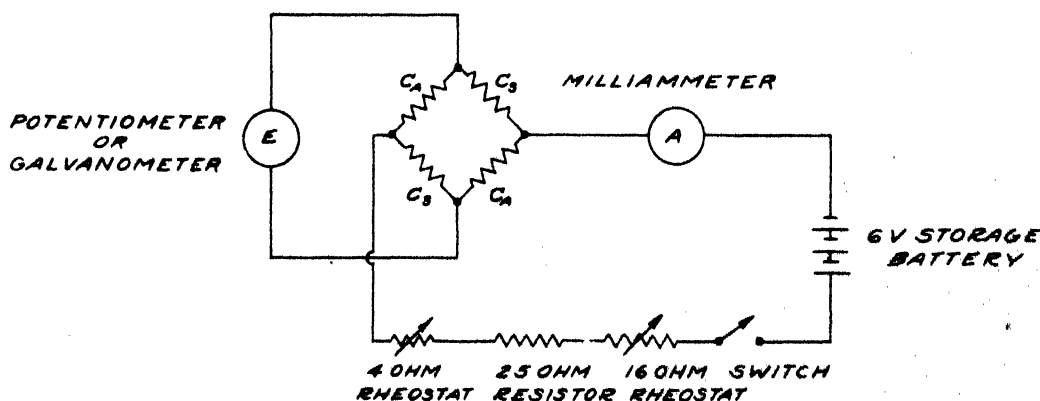 POTENTIOMETER
OR
GALVANOMETER
E
CA
C3
C3
CA
MILLIAMMETER
A
6V STORAGE
BATTERY
4 OHM
RHEOSTAT
25 OHM
RESISTOR
16 OHM
RHEOSTAT
SWITCH